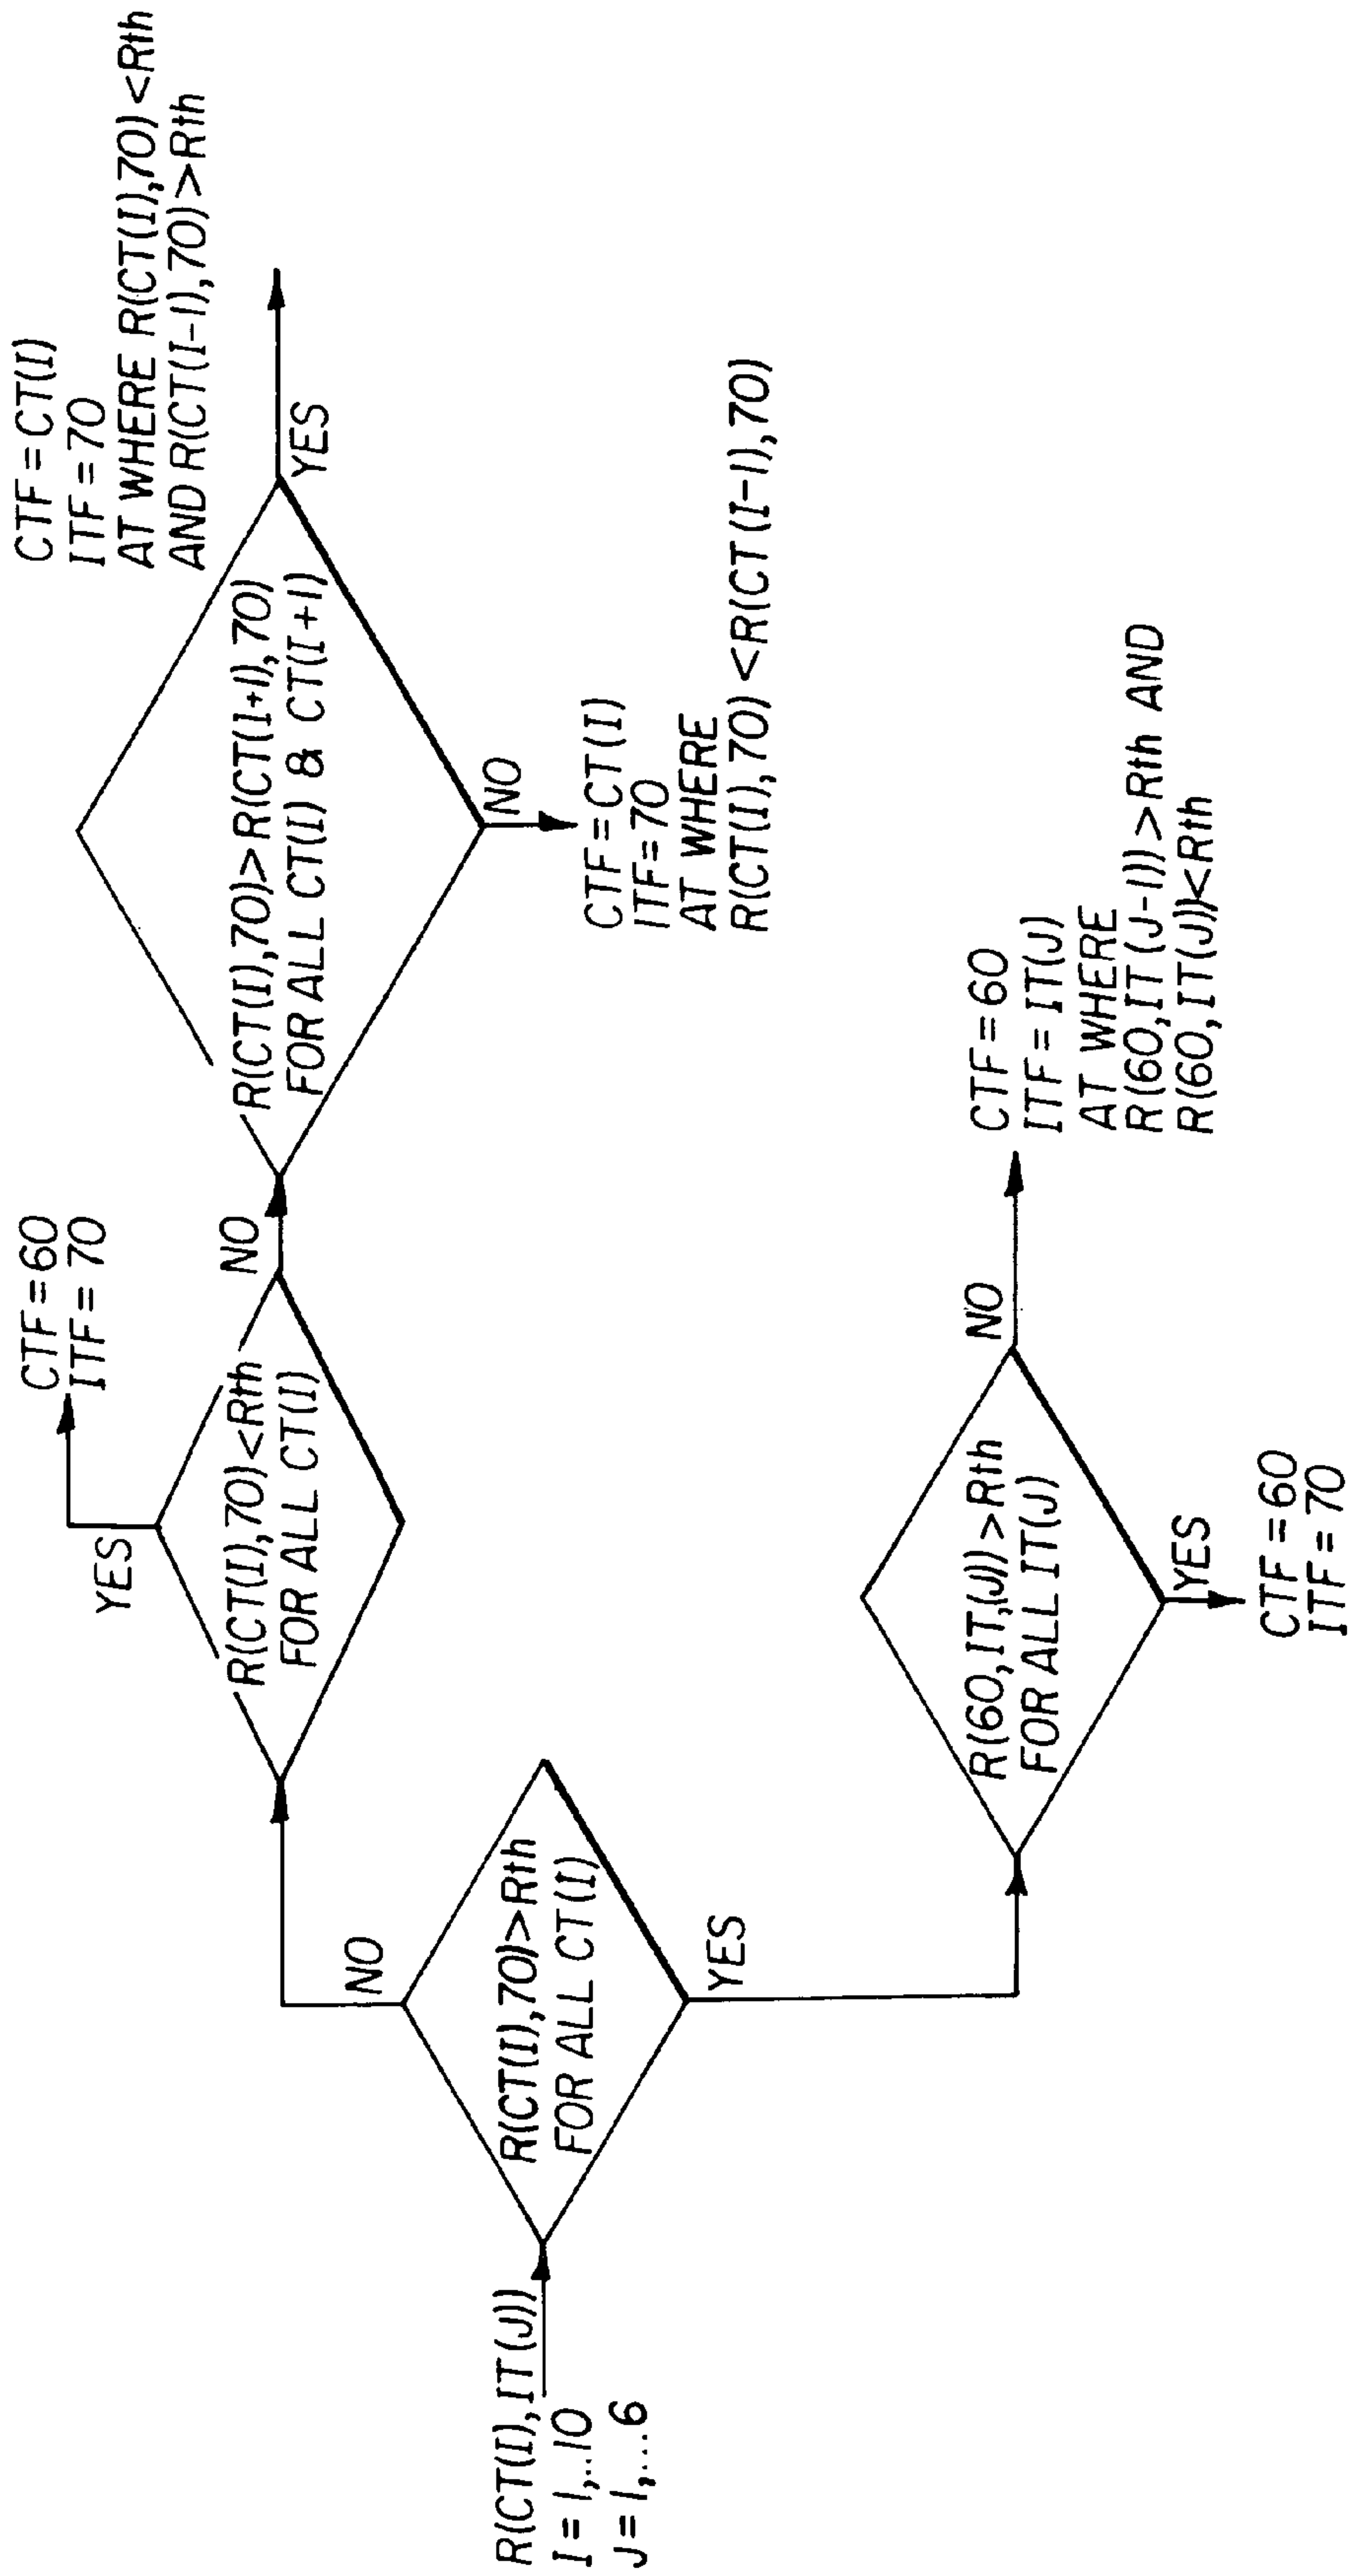 R(CT(I),IT(J))
I=1,..10
J=1,...6
R(CT(I),70)>Rth
FOR ALL CT(I)
NO
YES
R(CT(I),70)<Rth
FOR ALL CT(I)
YES
CTF=60
ITF=70
NO
R(CT(I),70)>R(CT(I+1),70)
FOR ALL CT(I) & CT(I+1)
YES
CTF=CT(I)
ITF=70
AT WHERE R(CT(I),70)<Rth
AND R(CT(I-1),70)>Rth
NO
CTF=CT(I)
ITF=70
AT WHERE
R(CT(I),70)<R(CT(I-1),70)
R(60,IT,(J))>Rth
FOR ALL IT(J)
NO
CTF=60
ITF=IT(J)
AT WHERE
R(60,IT(J-1))>Rth AND
R(60,IT(J))<Rth
YES
CTF=60
ITF=70